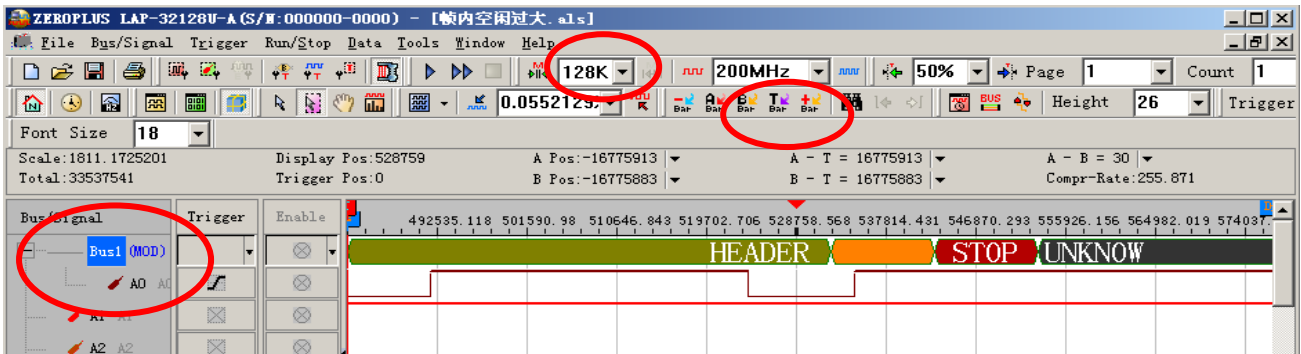 ZEROPLUS LAP-32128U-A(S/N:000000-0000) - [帧内空闲过大.als]
File Bus/Signal Trigger Run/Stop Data Tools Window Help
128K 200MHz 50% Page 1 Count 1
0.0552129 Bar Bar Bar Bar Bar BUS Height 26 Trigger
Font Size 18
Scale:1811.1725201 Display Pos:528759 A Pos:-16775913 A - T = 16775913 A - B = 30
Total:33537541 Trigger Pos:0 B Pos:-16775883 B - T = 16775883 Compr-Rate:255.871
Bus/Signal Trigger Enable 492535.118 501590.98 510646.843 519702.706 528758.568 537814.431 546870.293 555926.156 564982.019 574037.
Bus1 (MOD) HEADER STOP UNKNOW
A0 A0
A1 A1
A2 A2